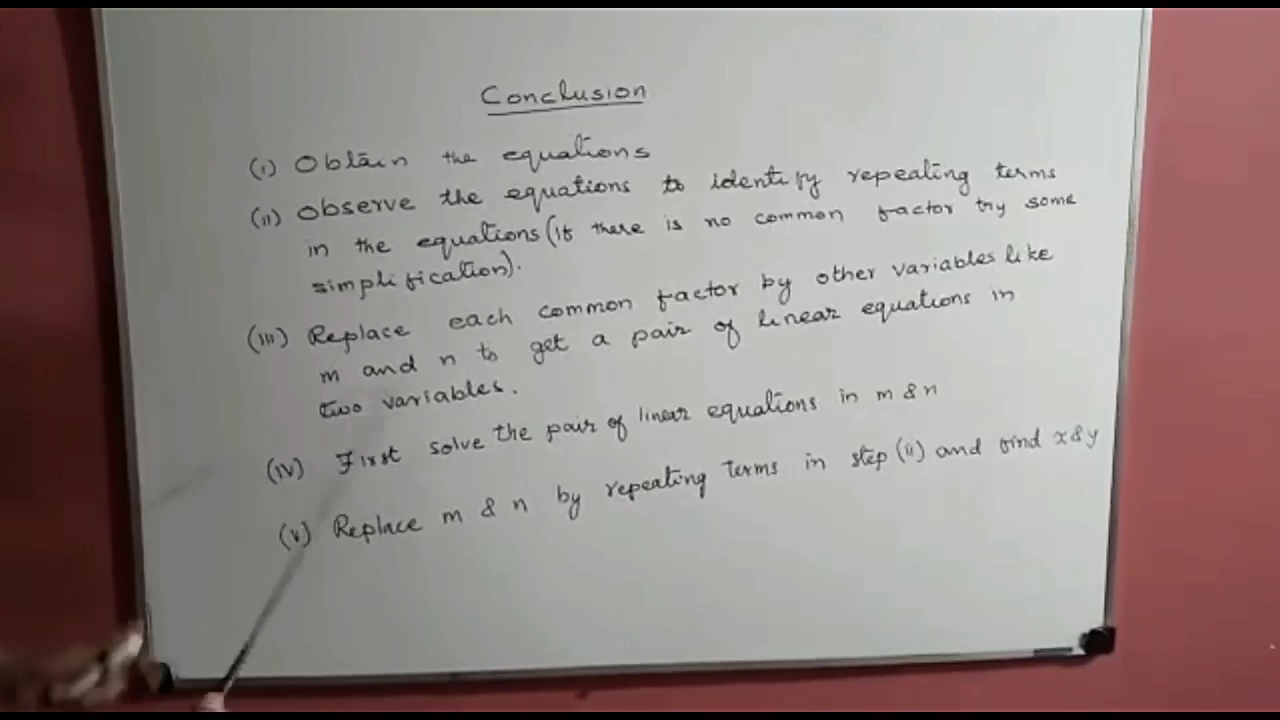 Conclusion
(i) Obtain the equations
(ii) Observe the equations to identify repeating terms
in the equations (if there is no common factor try some
simplification).
(iii) Replace each common factor by other variables like
m and n to get a pair of linear equations in
two variables.
(iv) First solve the pair of linear equations in m & n
(v) Replace m & n by repeating terms in step (ii) and find x & y